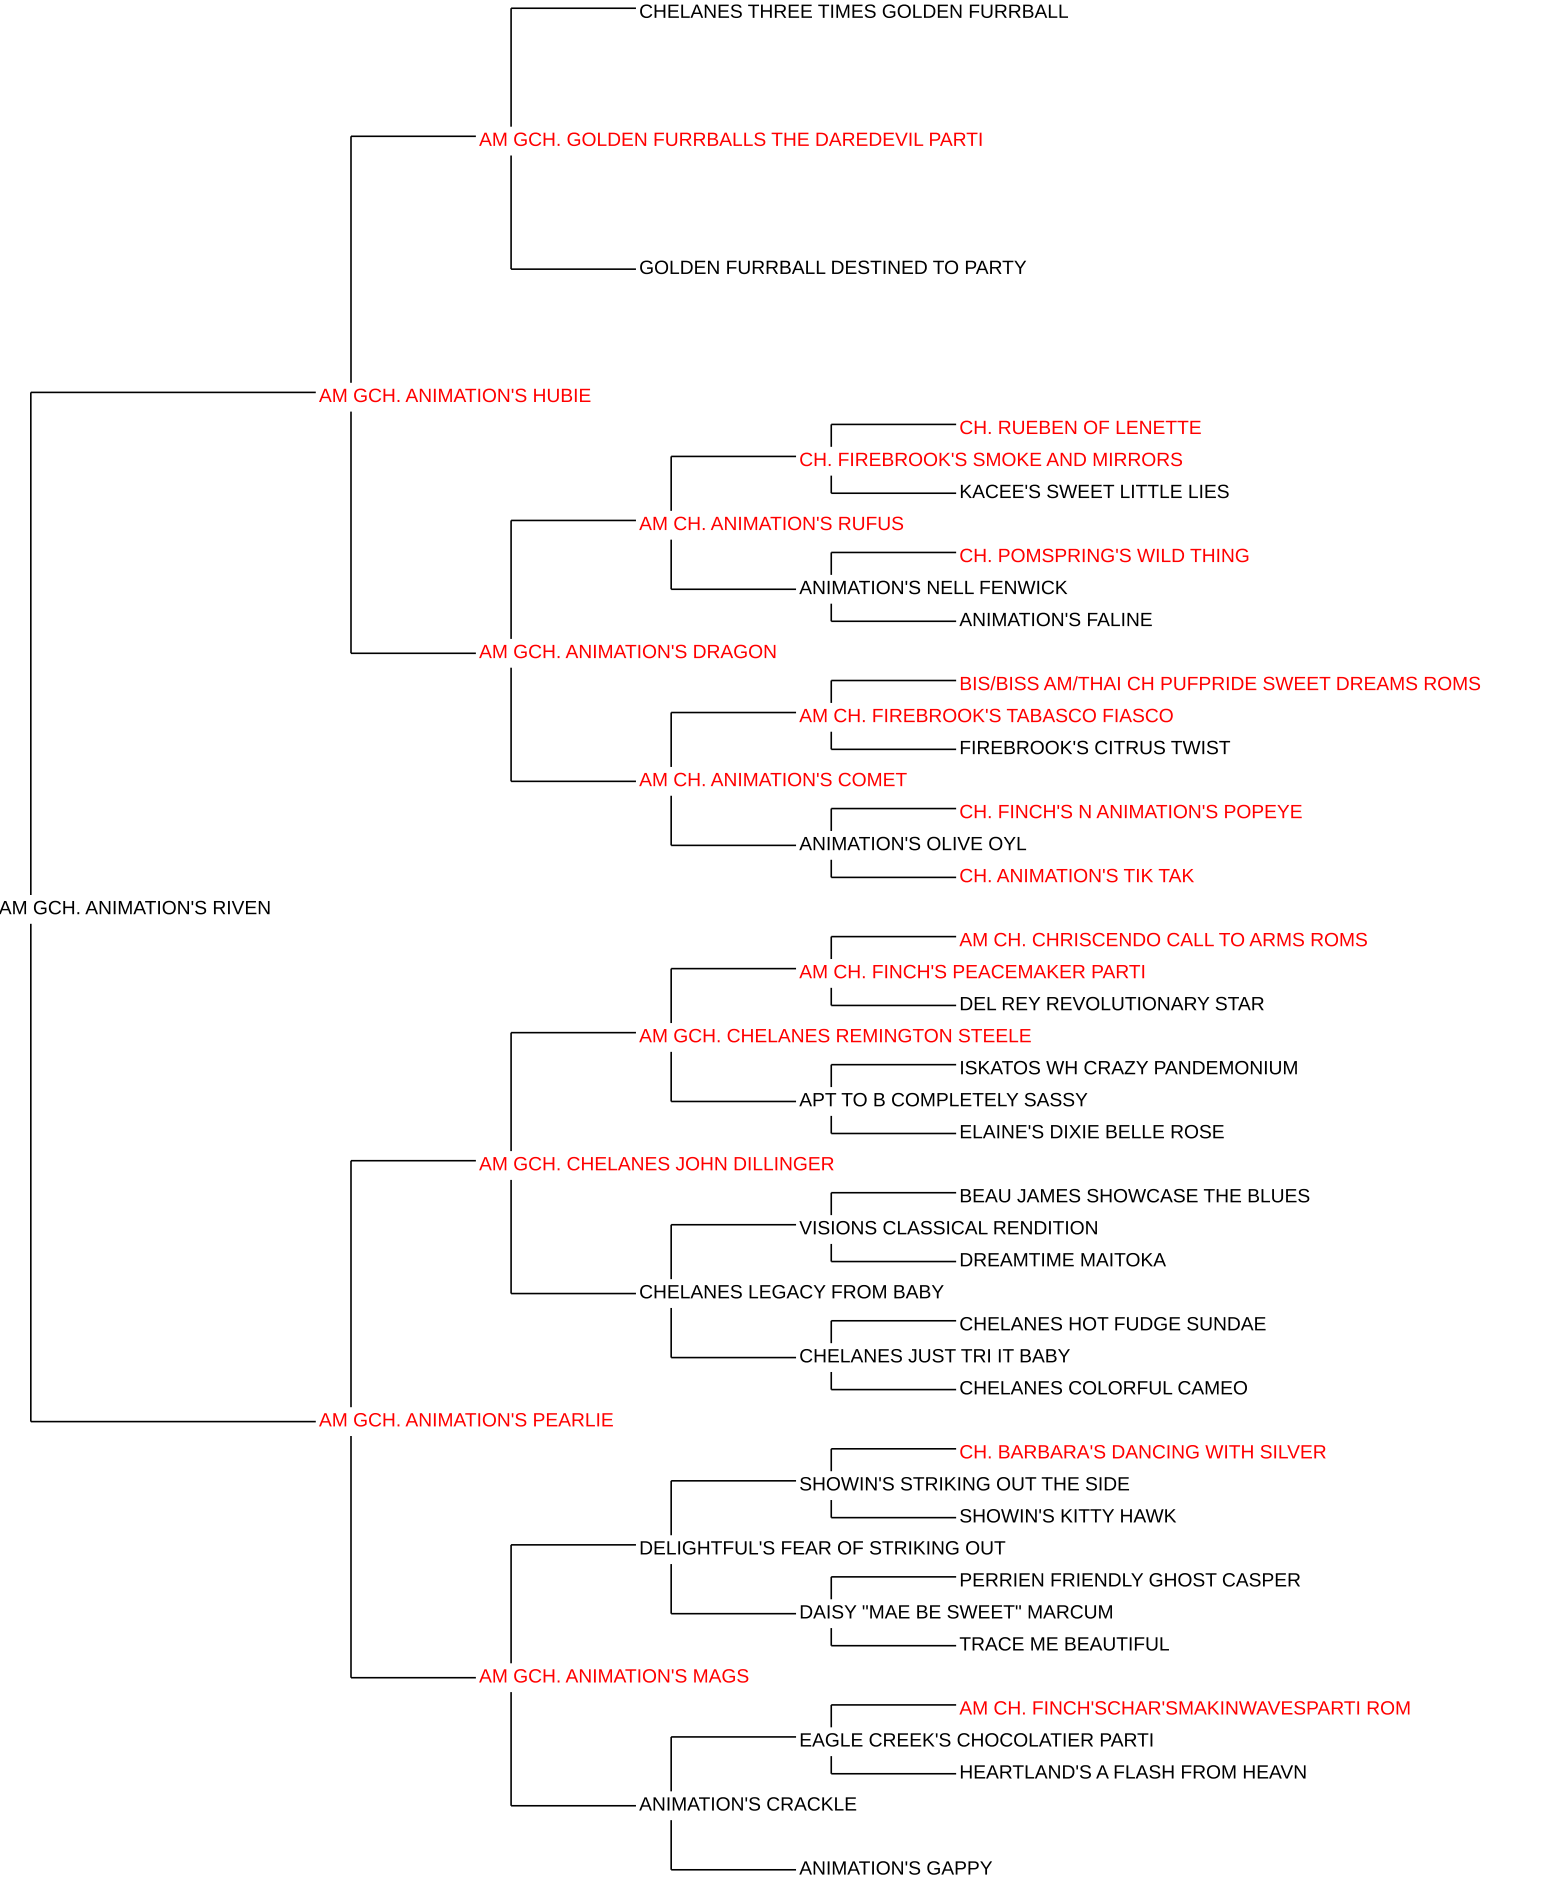 CHELANES THREE TIMES GOLDEN FURRBALL
AM GCH. GOLDEN FURRBALLS THE DAREDEVIL PARTI
GOLDEN FURRBALL DESTINED TO PARTY
AM GCH. ANIMATION'S HUBIE
CH. RUEBEN OF LENETTE
CH. FIREBROOK'S SMOKE AND MIRRORS
KACEE'S SWEET LITTLE LIES
AM CH. ANIMATION'S RUFUS
CH. POMSPRING'S WILD THING
ANIMATION'S NELL FENWICK
ANIMATION'S FALINE
AM GCH. ANIMATION'S DRAGON
BIS/BISS AM/THAI CH PUFPRIDE SWEET DREAMS ROMS
AM CH. FIREBROOK'S TABASCO FIASCO
FIREBROOK'S CITRUS TWIST
AM CH. ANIMATION'S COMET
CH. FINCH'S N ANIMATION'S POPEYE
ANIMATION'S OLIVE OYL
CH. ANIMATION'S TIK TAK
AM GCH. ANIMATION'S RIVEN
AM CH. CHRISCENDO CALL TO ARMS ROMS
AM CH. FINCH'S PEACEMAKER PARTI
DEL REY REVOLUTIONARY STAR
AM GCH. CHELANES REMINGTON STEELE
ISKATOS WH CRAZY PANDEMONIUM
APT TO B COMPLETELY SASSY
ELAINE'S DIXIE BELLE ROSE
AM GCH. CHELANES JOHN DILLINGER
BEAU JAMES SHOWCASE THE BLUES
VISIONS CLASSICAL RENDITION
DREAMTIME MAITOKA
CHELANES LEGACY FROM BABY
CHELANES HOT FUDGE SUNDAE
CHELANES JUST TRI IT BABY
CHELANES COLORFUL CAMEO
AM GCH. ANIMATION'S PEARLIE
CH. BARBARA'S DANCING WITH SILVER
SHOWIN'S STRIKING OUT THE SIDE
SHOWIN'S KITTY HAWK
DELIGHTFUL'S FEAR OF STRIKING OUT
PERRIEN FRIENDLY GHOST CASPER
DAISY "MAE BE SWEET" MARCUM
TRACE ME BEAUTIFUL
AM GCH. ANIMATION'S MAGS
AM CH. FINCH'SCHAR'SMAKINWAVESPARTI ROM
EAGLE CREEK'S CHOCOLATIER PARTI
HEARTLAND'S A FLASH FROM HEAVN
ANIMATION'S CRACKLE
ANIMATION'S GAPPY